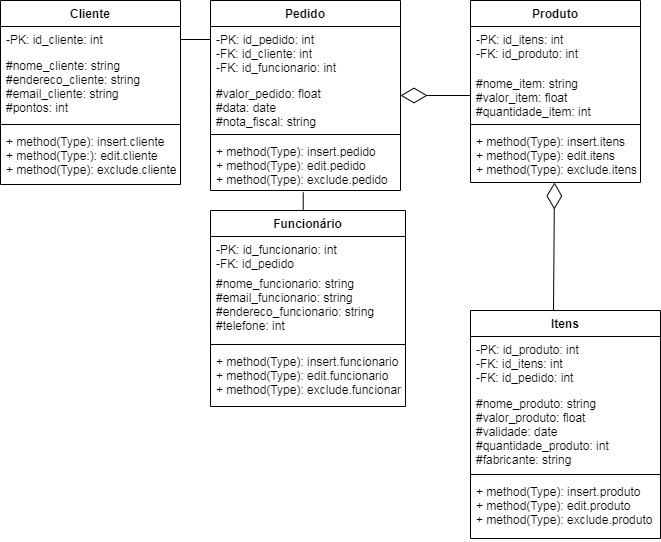 Cliente
-PK: id_cliente: int
#nome_cliente: string
#endereco_cliente: string
#email_cliente: string
#pontos: int
+ method(Type): insert.cliente
+ method(Type:): edit.cliente
+ method(Type): exclude.cliente
Pedido
-PK: id_pedido: int
-FK: id_cliente: int
-FK: id_funcionario: int
#valor_pedido: float
#data: date
#nota_fiscal: string
+ method(Type): insert.pedido
+ method(Type): edit.pedido
+ method(Type): exclude.pedido
Produto
-PK: id_itens: int
-FK: id_produto: int
#nome_item: string
#valor_item: float
#quantidade_item: int
+ method(Type): insert.itens
+ method(Type): edit.itens
+ method(Type): exclude.itens
Funcionário
-PK: id_funcionario: int
-FK: id_pedido
#nome_funcionario: string
#email_funcionario: string
#endereco_funcionario: string
#telefone: int
+ method(Type): insert.funcionario
+ method(Type): edit.funcionario
+ method(Type): exclude.funcionar
Itens
-PK: id_produto: int
-FK: id_itens: int
-FK: id_pedido: int
#nome_produto: string
#valor_produto: float
#validade: date
#quantidade_produto: int
#fabricante: string
+ method(Type): insert.produto
+ method(Type): edit.produto
+ method(Type): exclude.produto